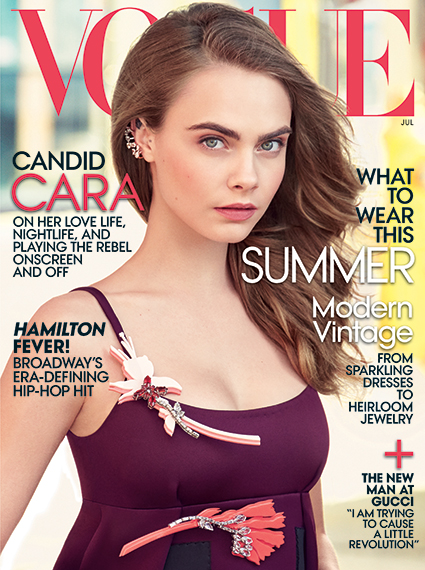 VOGUE
JUL
CANDID
CARA
ON HER LOVE LIFE,
NIGHTLIFE, AND
PLAYING THE REBEL
ONSCREEN
AND OFF
HAMILTON
FEVER!
BROADWAY'S
ERA-DEFINING
HIP-HOP HIT
WHAT
TO
WEAR
THIS
SUMMER
Modern
Vintage
FROM
SPARKLING
DRESSES
TO
HEIRLOOM
JEWELRY
+
THE NEW
MAN AT
GUCCI
"I AM TRYING
TO CAUSE
A LITTLE
REVOLUTION"